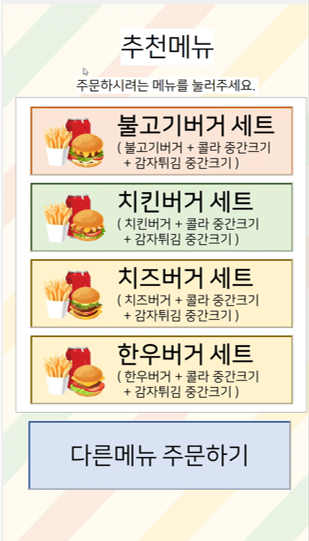 추천메뉴
주문하시려는 메뉴를 눌러주세요.
불고기버거 세트
( 불고기버거 + 콜라 중간크기
+ 감자튀김 중간크기 )
치킨버거 세트
( 치킨버거 + 콜라 중간크기
+ 감자튀김 중간크기 )
치즈버거 세트
( 치즈버거 + 콜라 중간크기
+ 감자튀김 중간크기 )
한우버거 세트
( 한우버거 + 콜라 중간크기
+ 감자튀김 중간크기 )
다른메뉴 주문하기